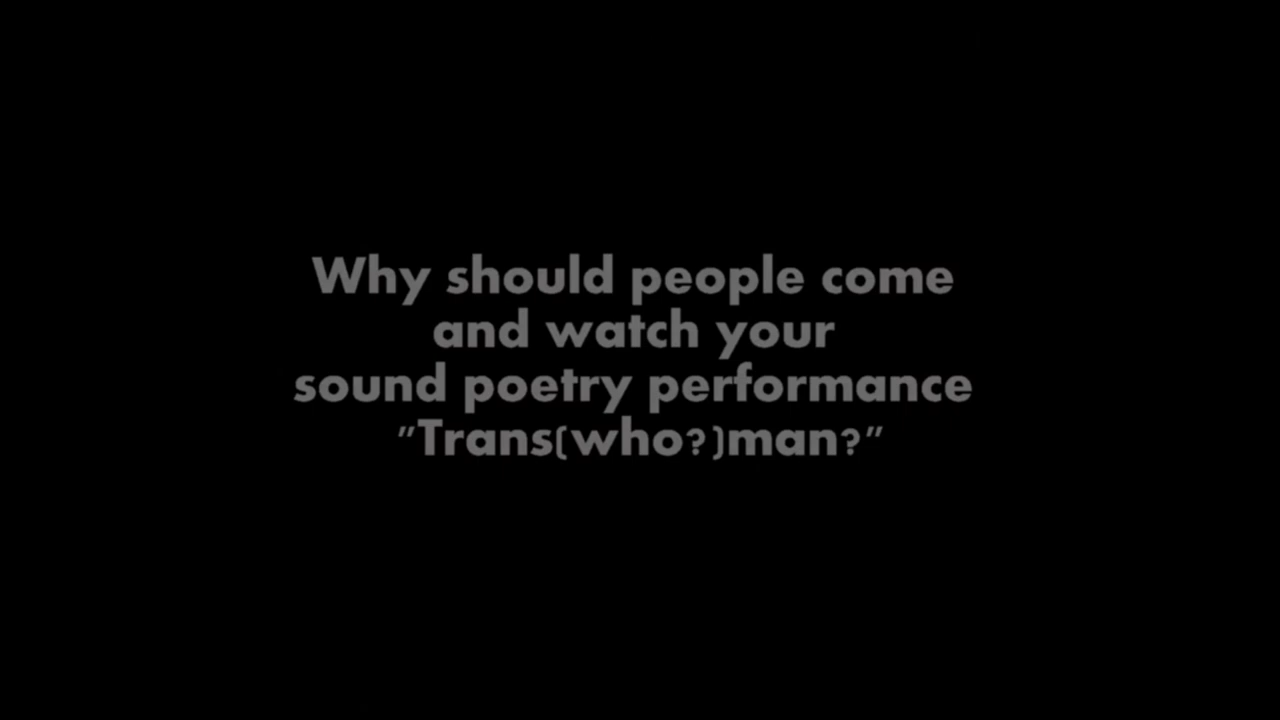 Why should people come
and watch your
sound poetry performance
"Trans(who?)man?"